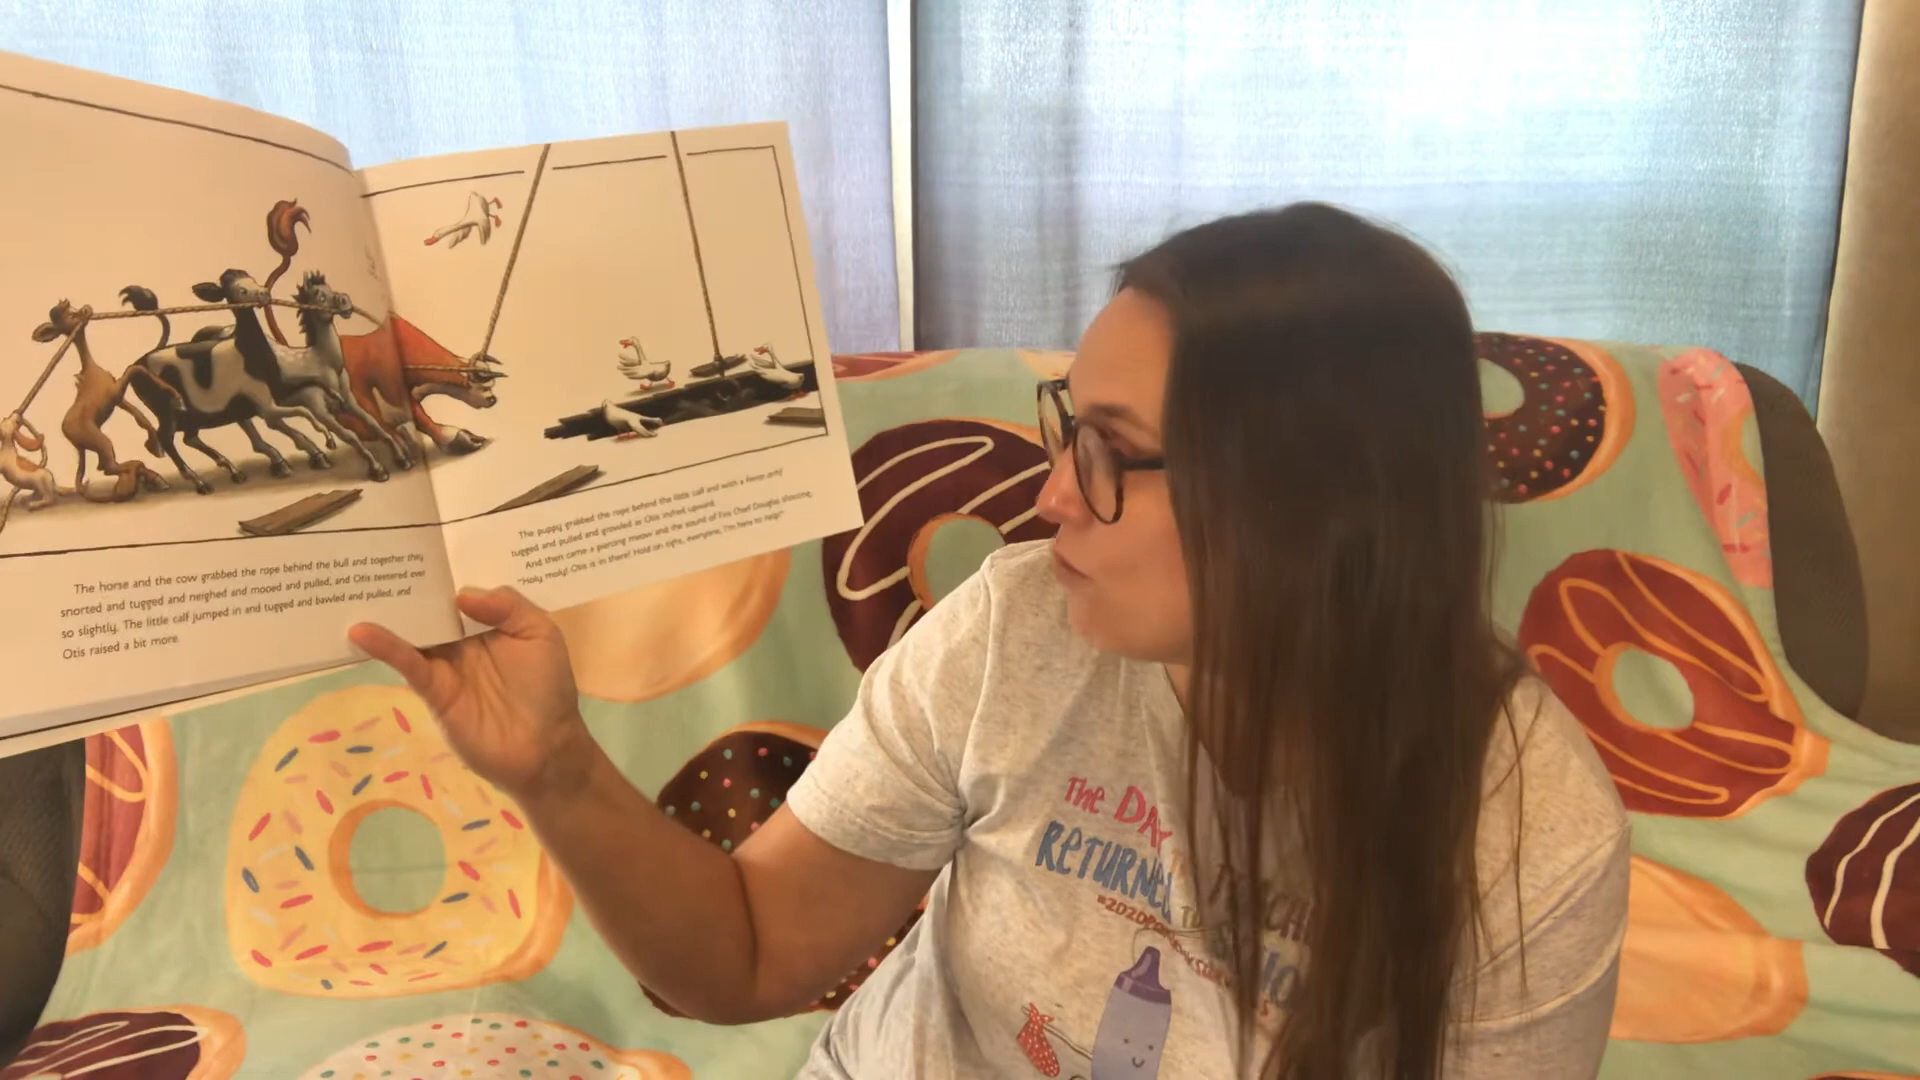 The horse and the cow grabbed the rope behind the bull and together they
snorted and tugged and neighed and mooed and pulled, and Otis teetered ever
so slightly. The little calf jumped in and tugged and bawled and pulled, and
Otis raised a bit more.
The puppy grabbed the rope behind the little calf and with a fierce arf!
tugged and pulled and growled as Otis inched upward.
And then came a piercing meow and the sound of Fire Chief Douglas shouting,
"Holy moly! Otis is in there! Hold on tight, everyone, I'm here to help!"
The DAY
RETURNED